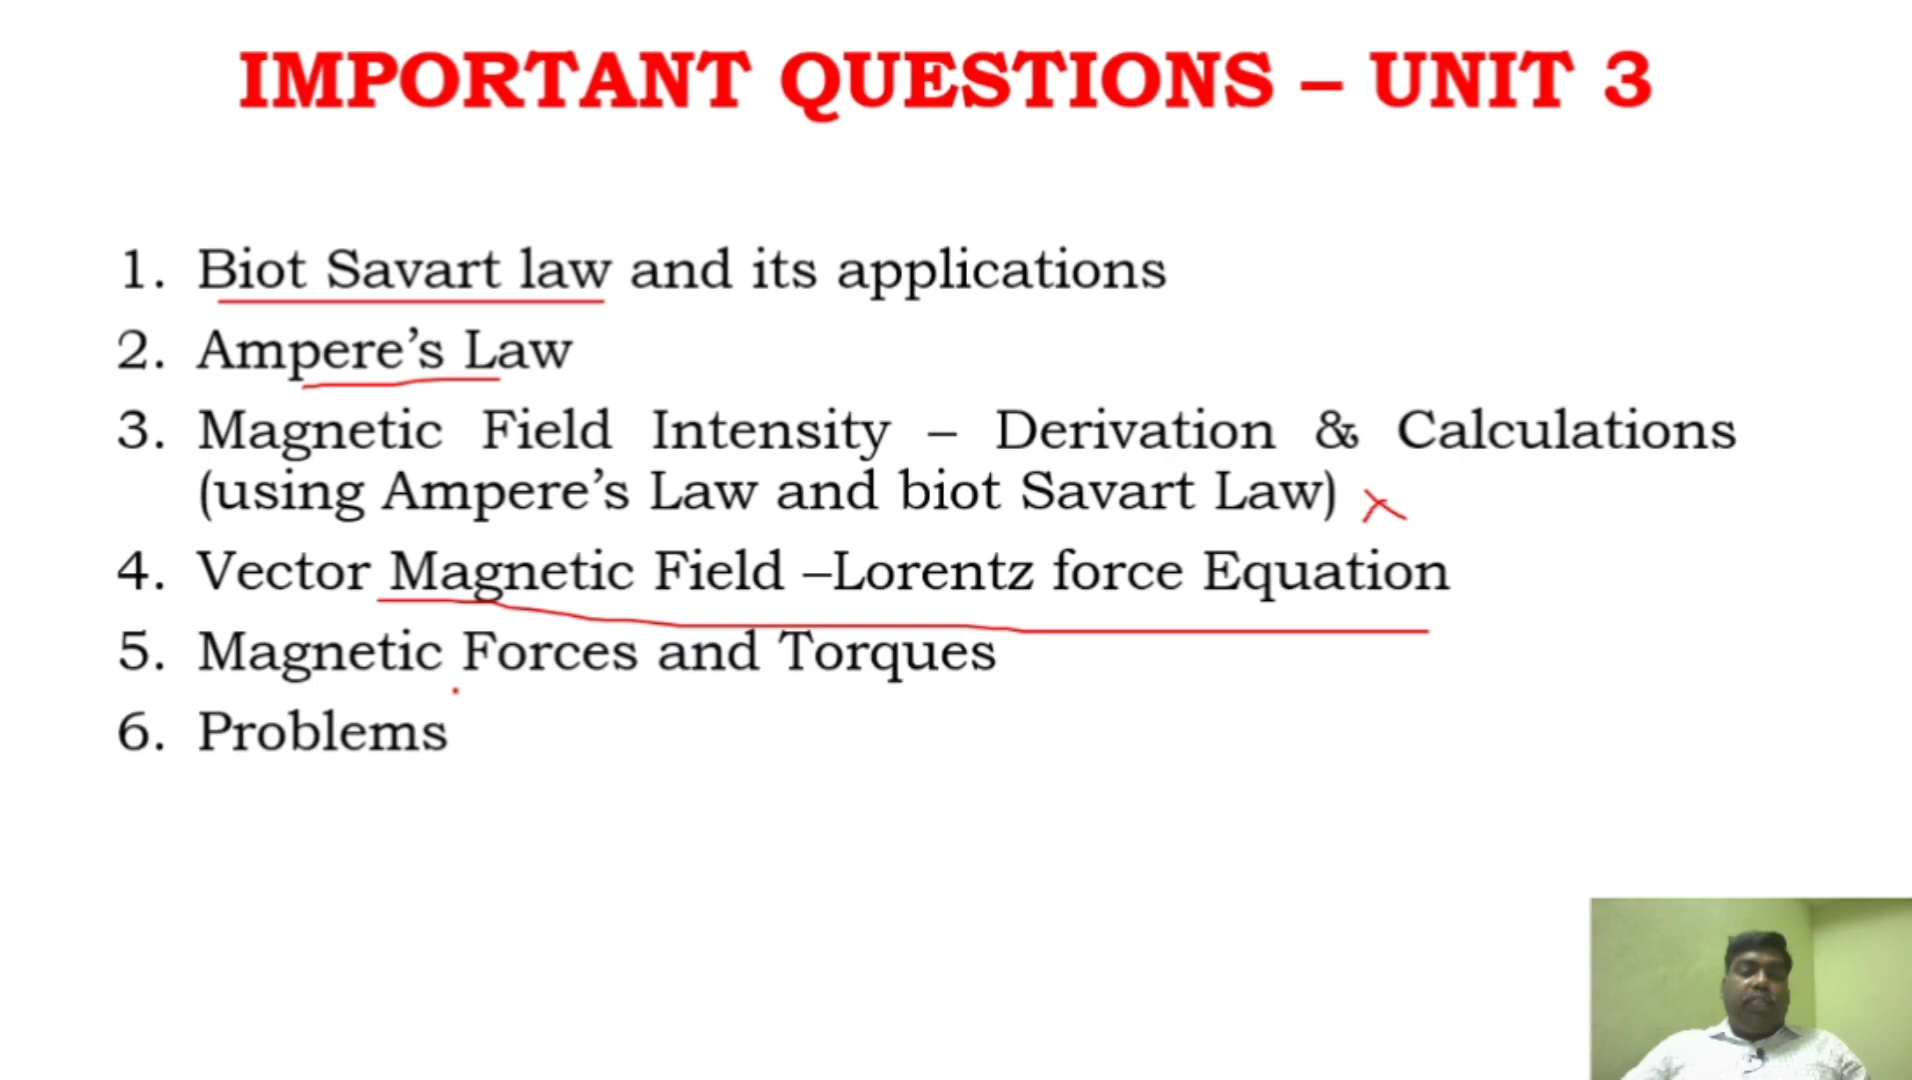 IMPORTANT QUESTIONS – UNIT 3
1. Biot Savart law and its applications
2. Ampere’s Law
3. Magnetic Field Intensity – Derivation & Calculations
(using Ampere’s Law and biot Savart Law)
4. Vector Magnetic Field –Lorentz force Equation
5. Magnetic Forces and Torques
6. Problems